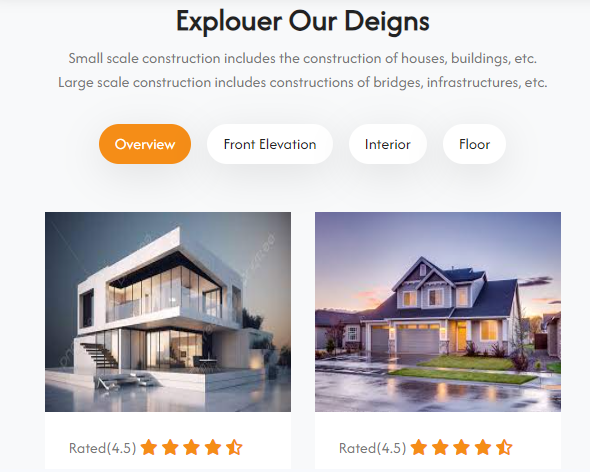 Explouer Our Deigns
Small scale construction includes the construction of houses, buildings, etc.
Large scale construction includes constructions of bridges, infrastructures, etc.
Overview
Front Elevation
Interior
Floor
Rated(4.5)
Rated(4.5)